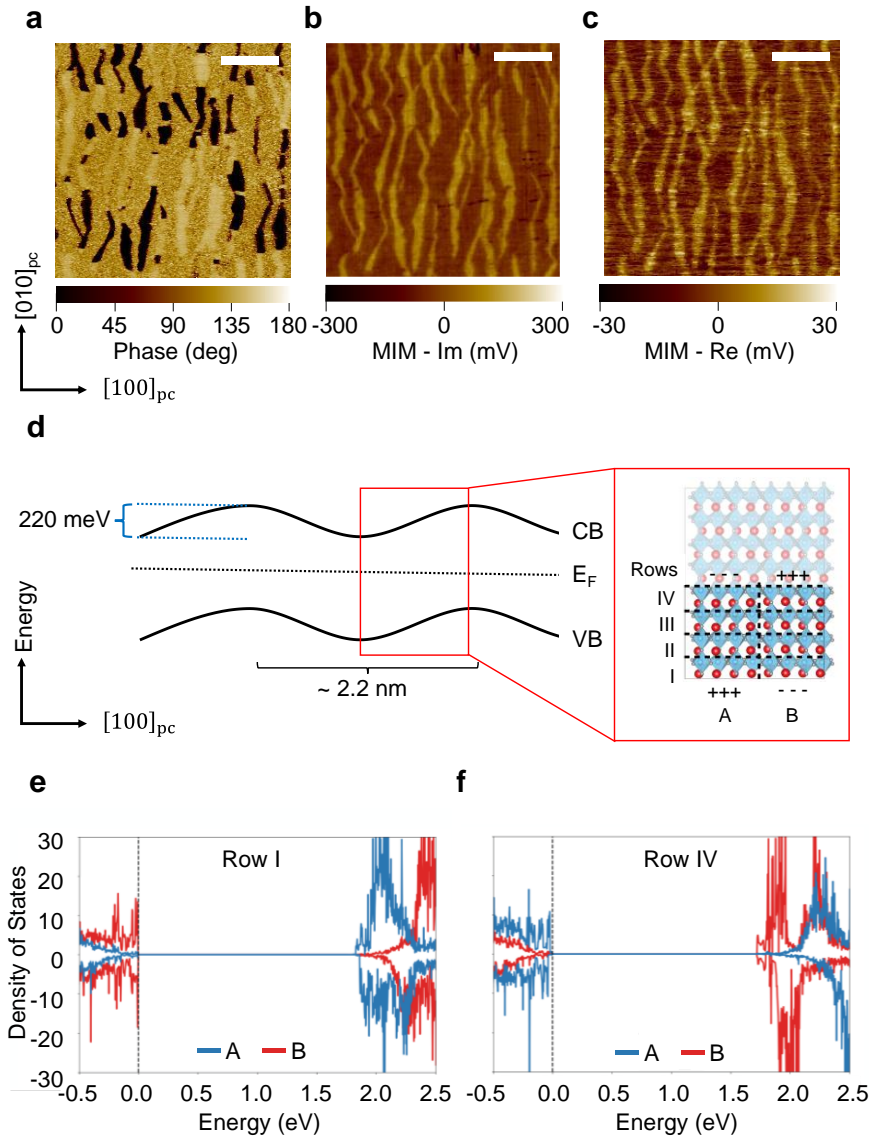 a
b
c
[010]pc
0 45 90 135 180
Phase (deg)
-300 0 300
MIM - Im (mV)
-30 0 30
MIM - Re (mV)
[100]pc
d
220 meV
CB
EF
VB
~ 2.2 nm
Energy
[100]pc
Rows
- - - +++
IV
III
II
I
+++ - - -
A B
e
f
Density of States
30
20
10
0
-10
-20
-30
Row I
A B
-0.5 0.0 0.5 1.0 1.5 2.0 2.5
Energy (eV)
Row IV
A B
-0.5 0.0 0.5 1.0 1.5 2.0 2.5
Energy (eV)